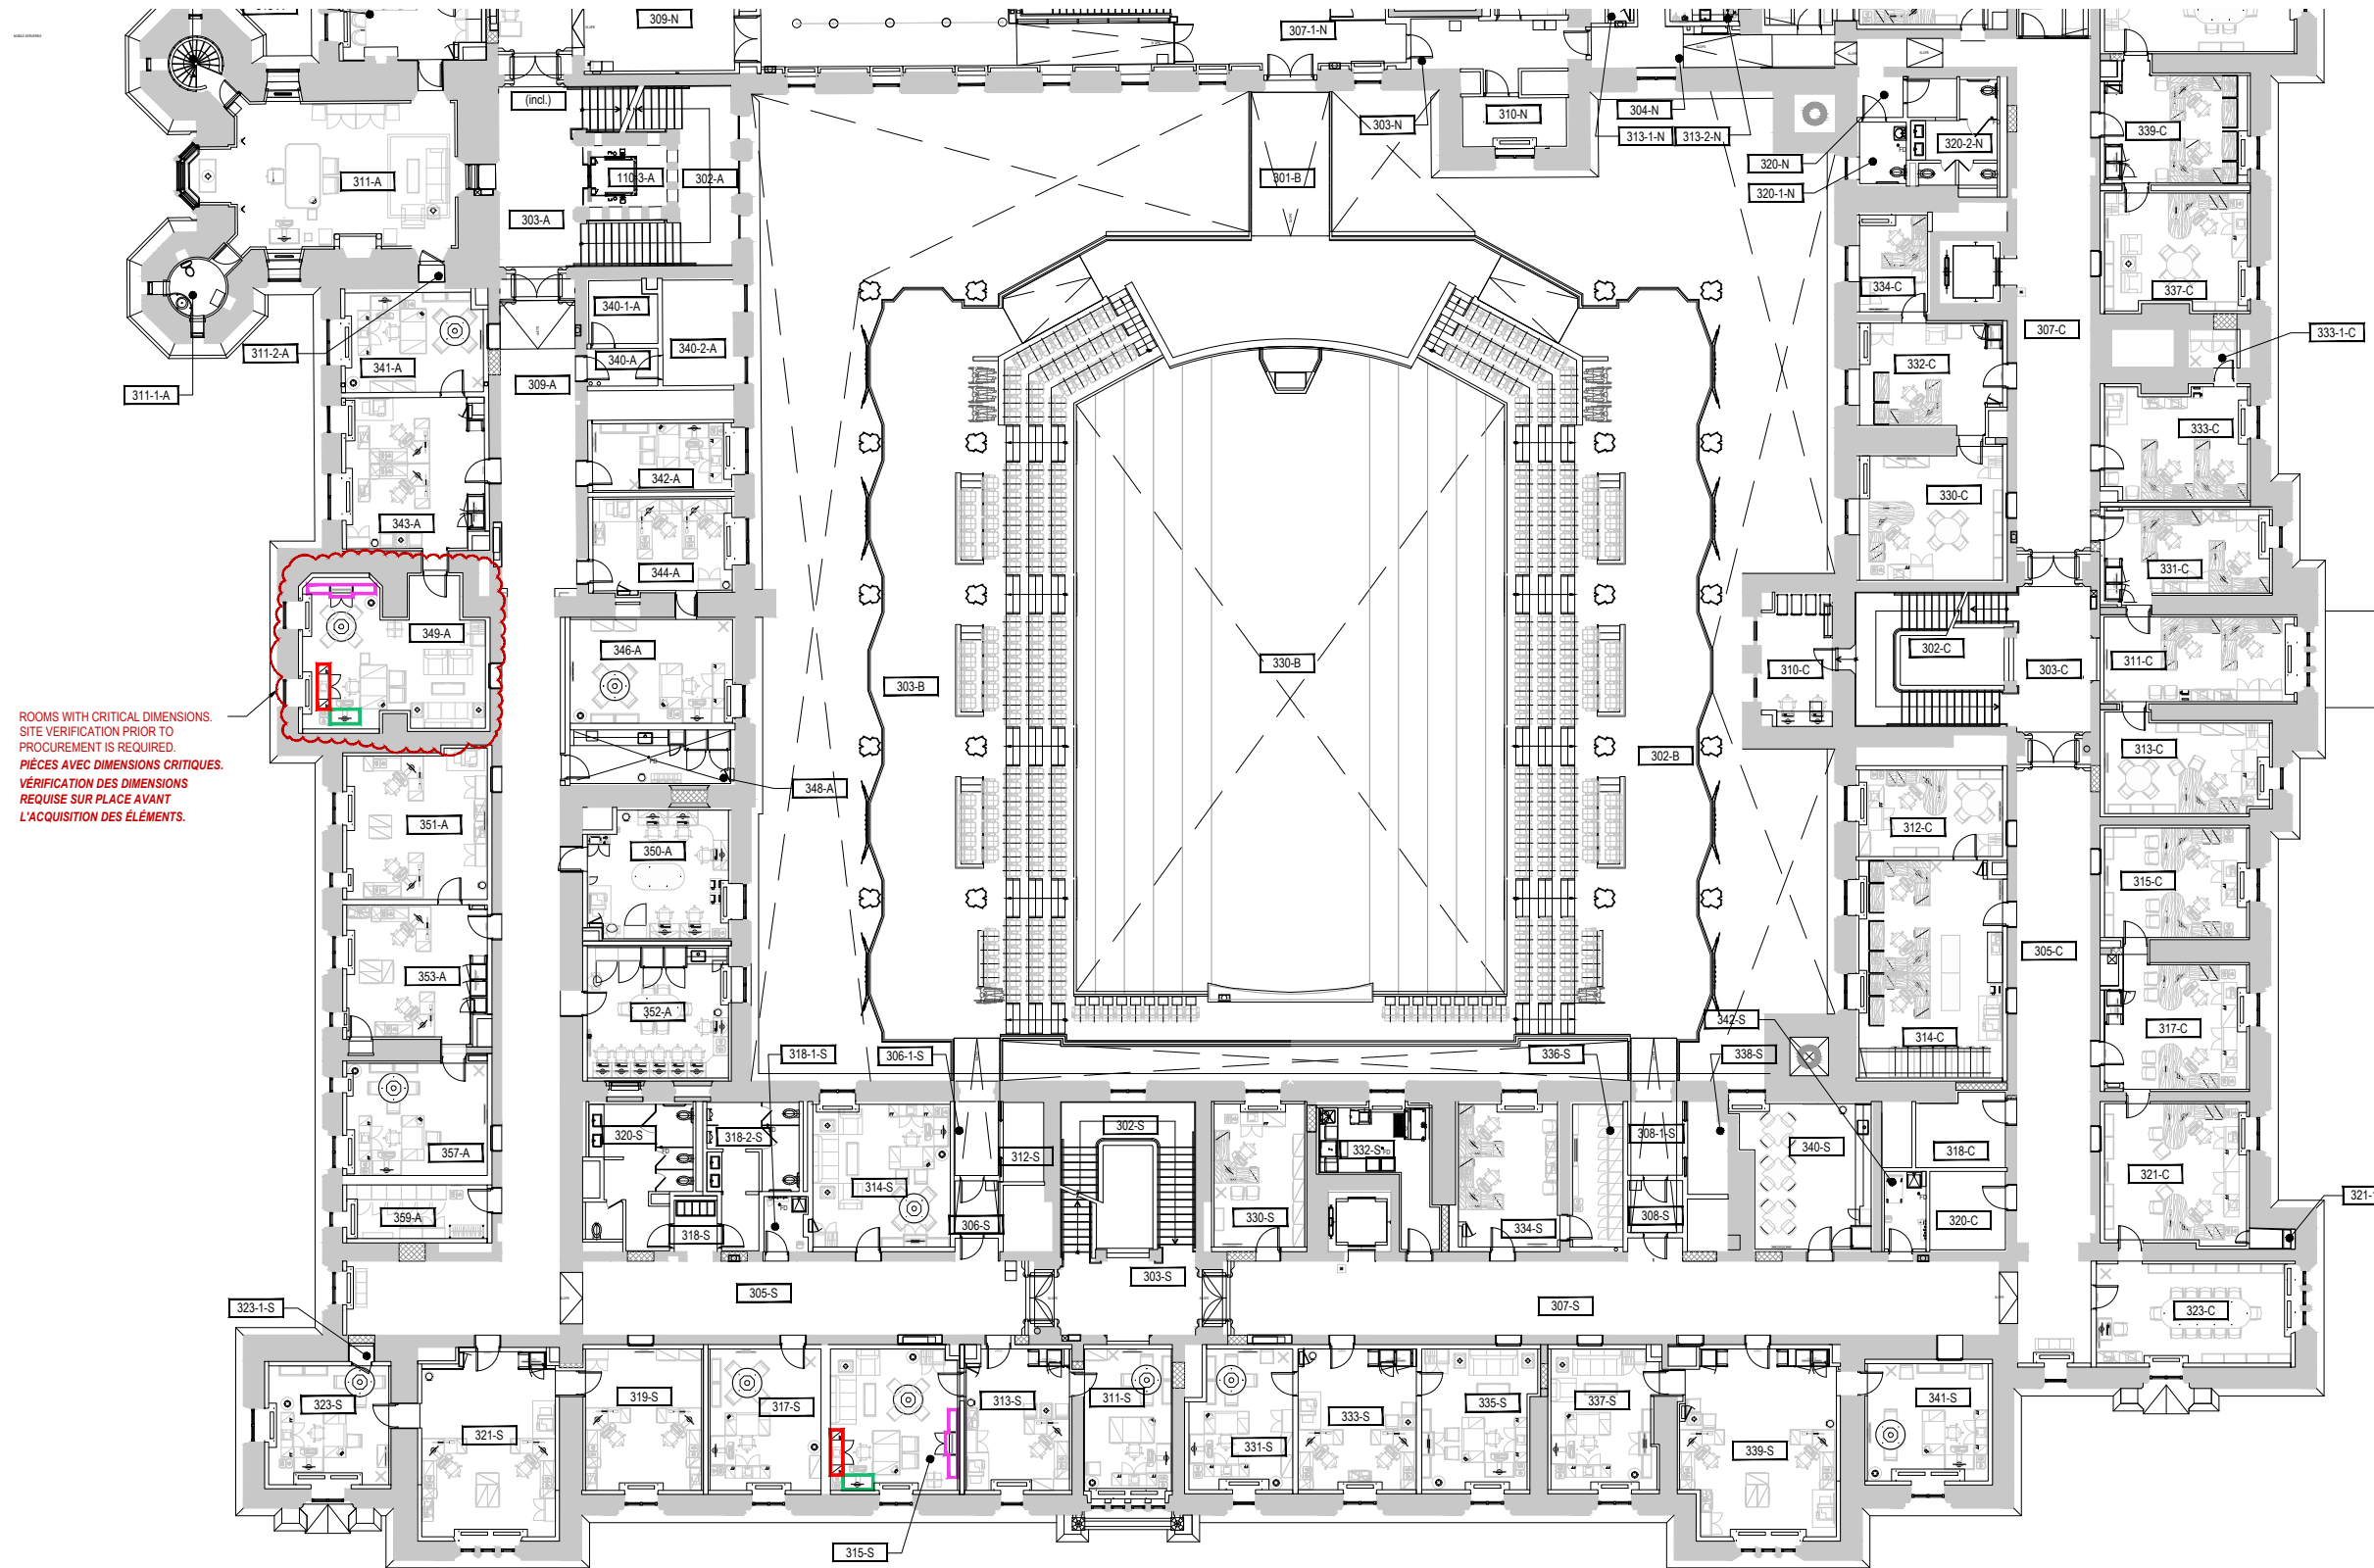 309-N
307-1-N
(incl.)
303-N
310-N
304-N
313-1-N
313-2-N
320-N
320-1-N
320-2-N
339-C
311-A
110-3-A
302-A
303-A
301-B
334-C
337-C
307-C
333-1-C
340-1-A
340-A
340-2-A
311-2-A
341-A
311-1-A
309-A
332-C
333-C
342-A
343-A
330-C
344-A
331-C
349-A
346-A
330-B
303-B
302-C
310-C
303-C
311-C
ROOMS WITH CRITICAL DIMENSIONS.
SITE VERIFICATION PRIOR TO
PROCUREMENT IS REQUIRED.
PIÈCES AVEC DIMENSIONS CRITIQUES.
VÉRIFICATION DES DIMENSIONS
REQUISE SUR PLACE AVANT
L'ACQUISITION DES ÉLÉMENTS.
302-B
313-C
348-A
351-A
312-C
350-A
315-C
353-A
305-C
352-A
342-S
317-C
314-C
318-1-S
306-1-S
336-S
338-S
302-S
320-S
318-2-S
308-1-S
332-S
340-S
318-C
357-A
312-S
321-C
314-S
359-A
330-S
334-S
308-S
306-S
318-S
320-C
321-1
303-S
305-S
307-S
323-1-S
323-C
323-S
319-S
317-S
313-S
311-S
333-S
335-S
337-S
341-S
321-S
331-S
339-S
315-S